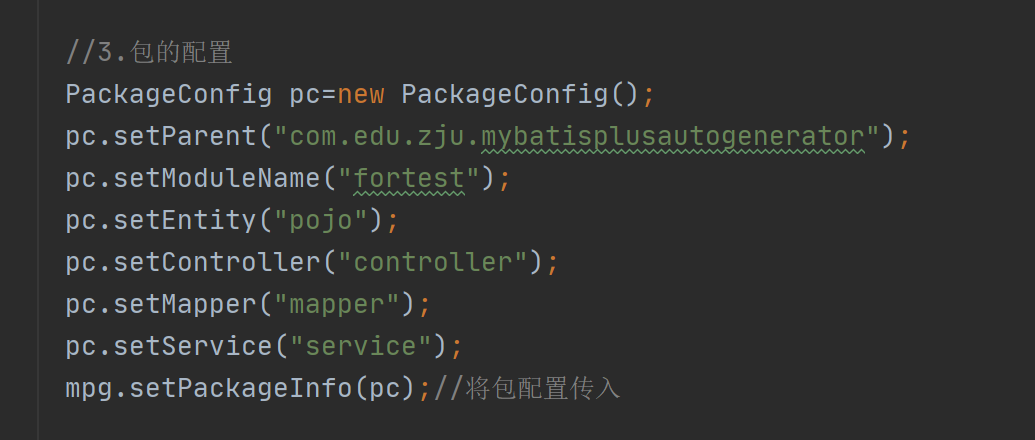 //3.包的配置
PackageConfig pc=new PackageConfig();
pc.setParent("com.edu.zju.mybatisplusautogenerator");
pc.setModuleName("fortest");
pc.setEntity("pojo");
pc.setController("controller");
pc.setMapper("mapper");
pc.setService("service");
mpg.setPackageInfo(pc);//将包配置传入